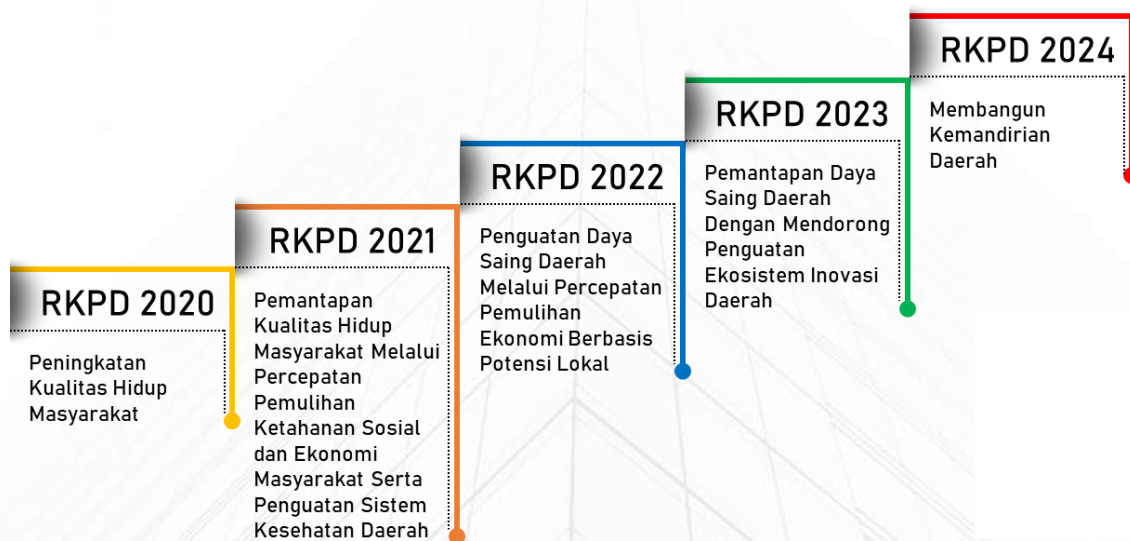 RKPD 2020
Peningkatan
Kualitas Hidup
Masyarakat
RKPD 2021
Pemantapan
Kualitas Hidup
Masyarakat Melalui
Percepatan
Pemulihan
Ketahanan Sosial
dan Ekonomi
Masyarakat Serta
Penguatan Sistem
Kesehatan Daerah
RKPD 2022
Penguatan Daya
Saing Daerah
Melalui Percepatan
Pemulihan
Ekonomi Berbasis
Potensi Lokal
RKPD 2023
Pemantapan Daya
Saing Daerah
Dengan Mendorong
Penguatan
Ekosistem Inovasi
Daerah
RKPD 2024
Membangun
Kemandirian
Daerah